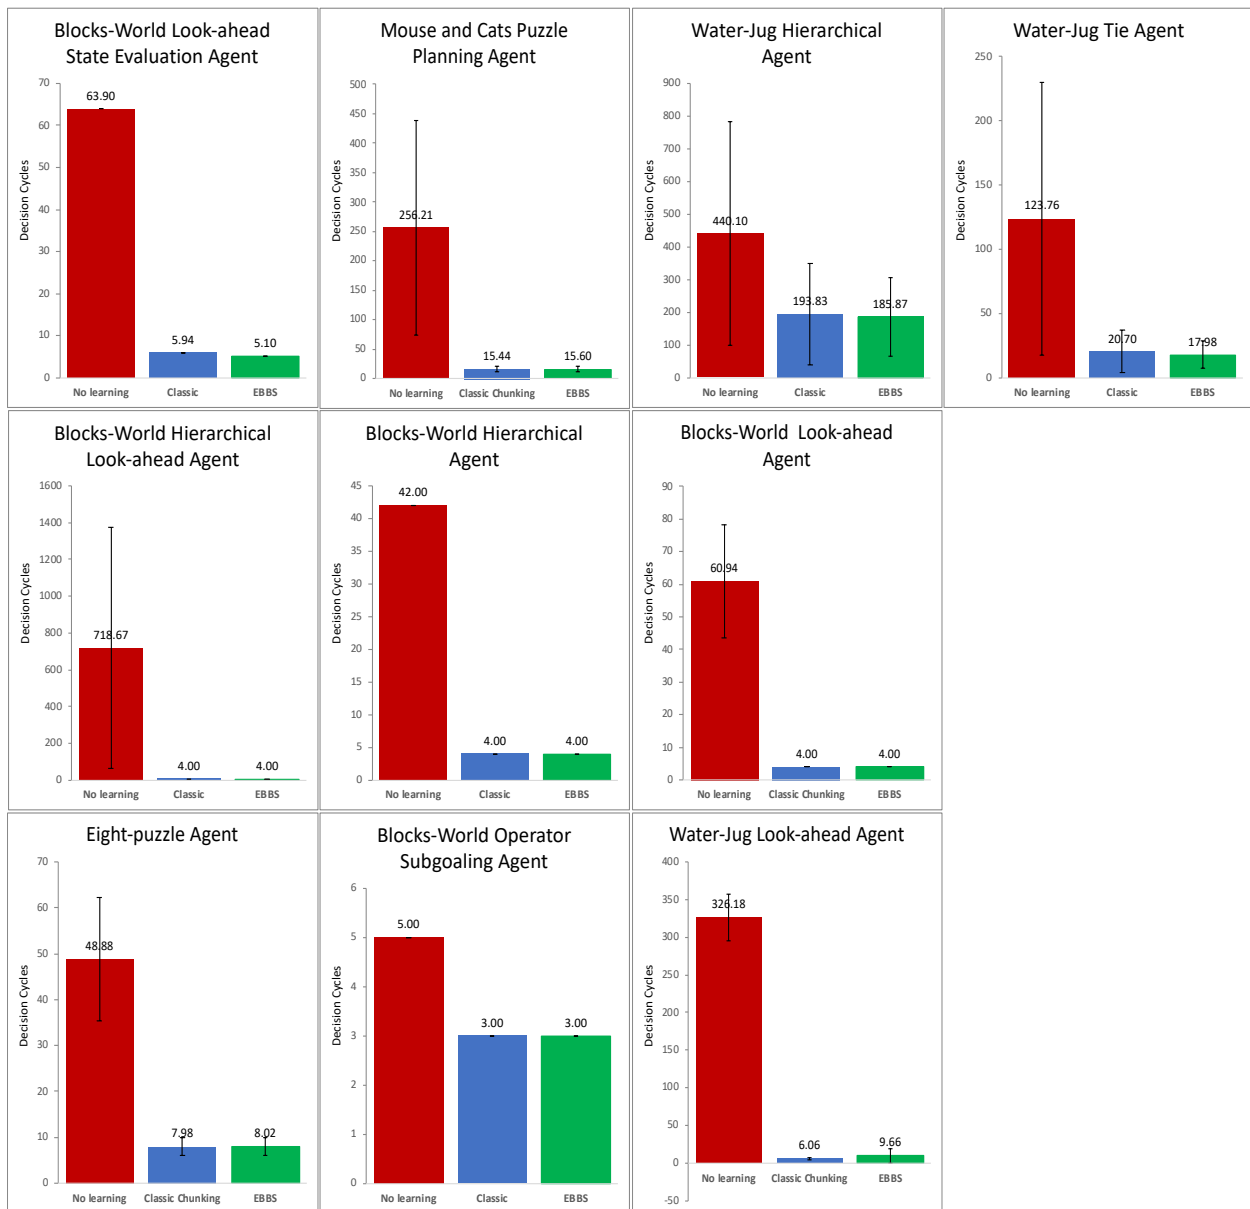 Blocks-World Look-ahead
State Evaluation Agent
Decision Cycles
70
60
50
40
30
20
10
0
63.90
5.94
5.10
No learning
Classic
EBBS
Mouse and Cats Puzzle
Planning Agent
Decision Cycles
500
450
400
350
300
250
200
150
100
50
0
256.21
15.44
15.60
No learning
Classic Chunking
EBBS
Water-Jug Hierarchical
Agent
Decision Cycles
900
800
700
600
500
400
300
200
100
0
440.10
193.83
185.87
No learning
Classic
EBBS
Water-Jug Tie Agent
Decision Cycles
250
200
150
100
50
0
123.76
20.70
17.98
No learning
Classic
EBBS
Blocks-World Hierarchical
Look-ahead Agent
Decision Cycles
1600
1400
1200
1000
800
600
400
200
0
718.67
4.00
4.00
No learning
Classic
EBBS
Blocks-World Hierarchical
Agent
Decision Cycles
45
40
35
30
25
20
15
10
5
0
42.00
4.00
4.00
No learning
Classic
EBBS
Blocks-World Look-ahead
Agent
Decision Cycles
90
80
70
60
50
40
30
20
10
0
60.94
4.00
4.00
No learning
Classic Chunking
EBBS
Eight-puzzle Agent
Decision Cycles
70
60
50
40
30
20
10
0
48.88
7.98
8.02
No learning
Classic Chunking
EBBS
Blocks-World Operator
Subgoaling Agent
Decision Cycles
6
5
4
3
2
1
0
5.00
3.00
3.00
No learning
Classic
EBBS
Water-Jug Look-ahead Agent
Decision Cycles
400
350
300
250
200
150
100
50
0
-50
326.18
6.06
9.66
No learning
Classic Chunking
EBBS